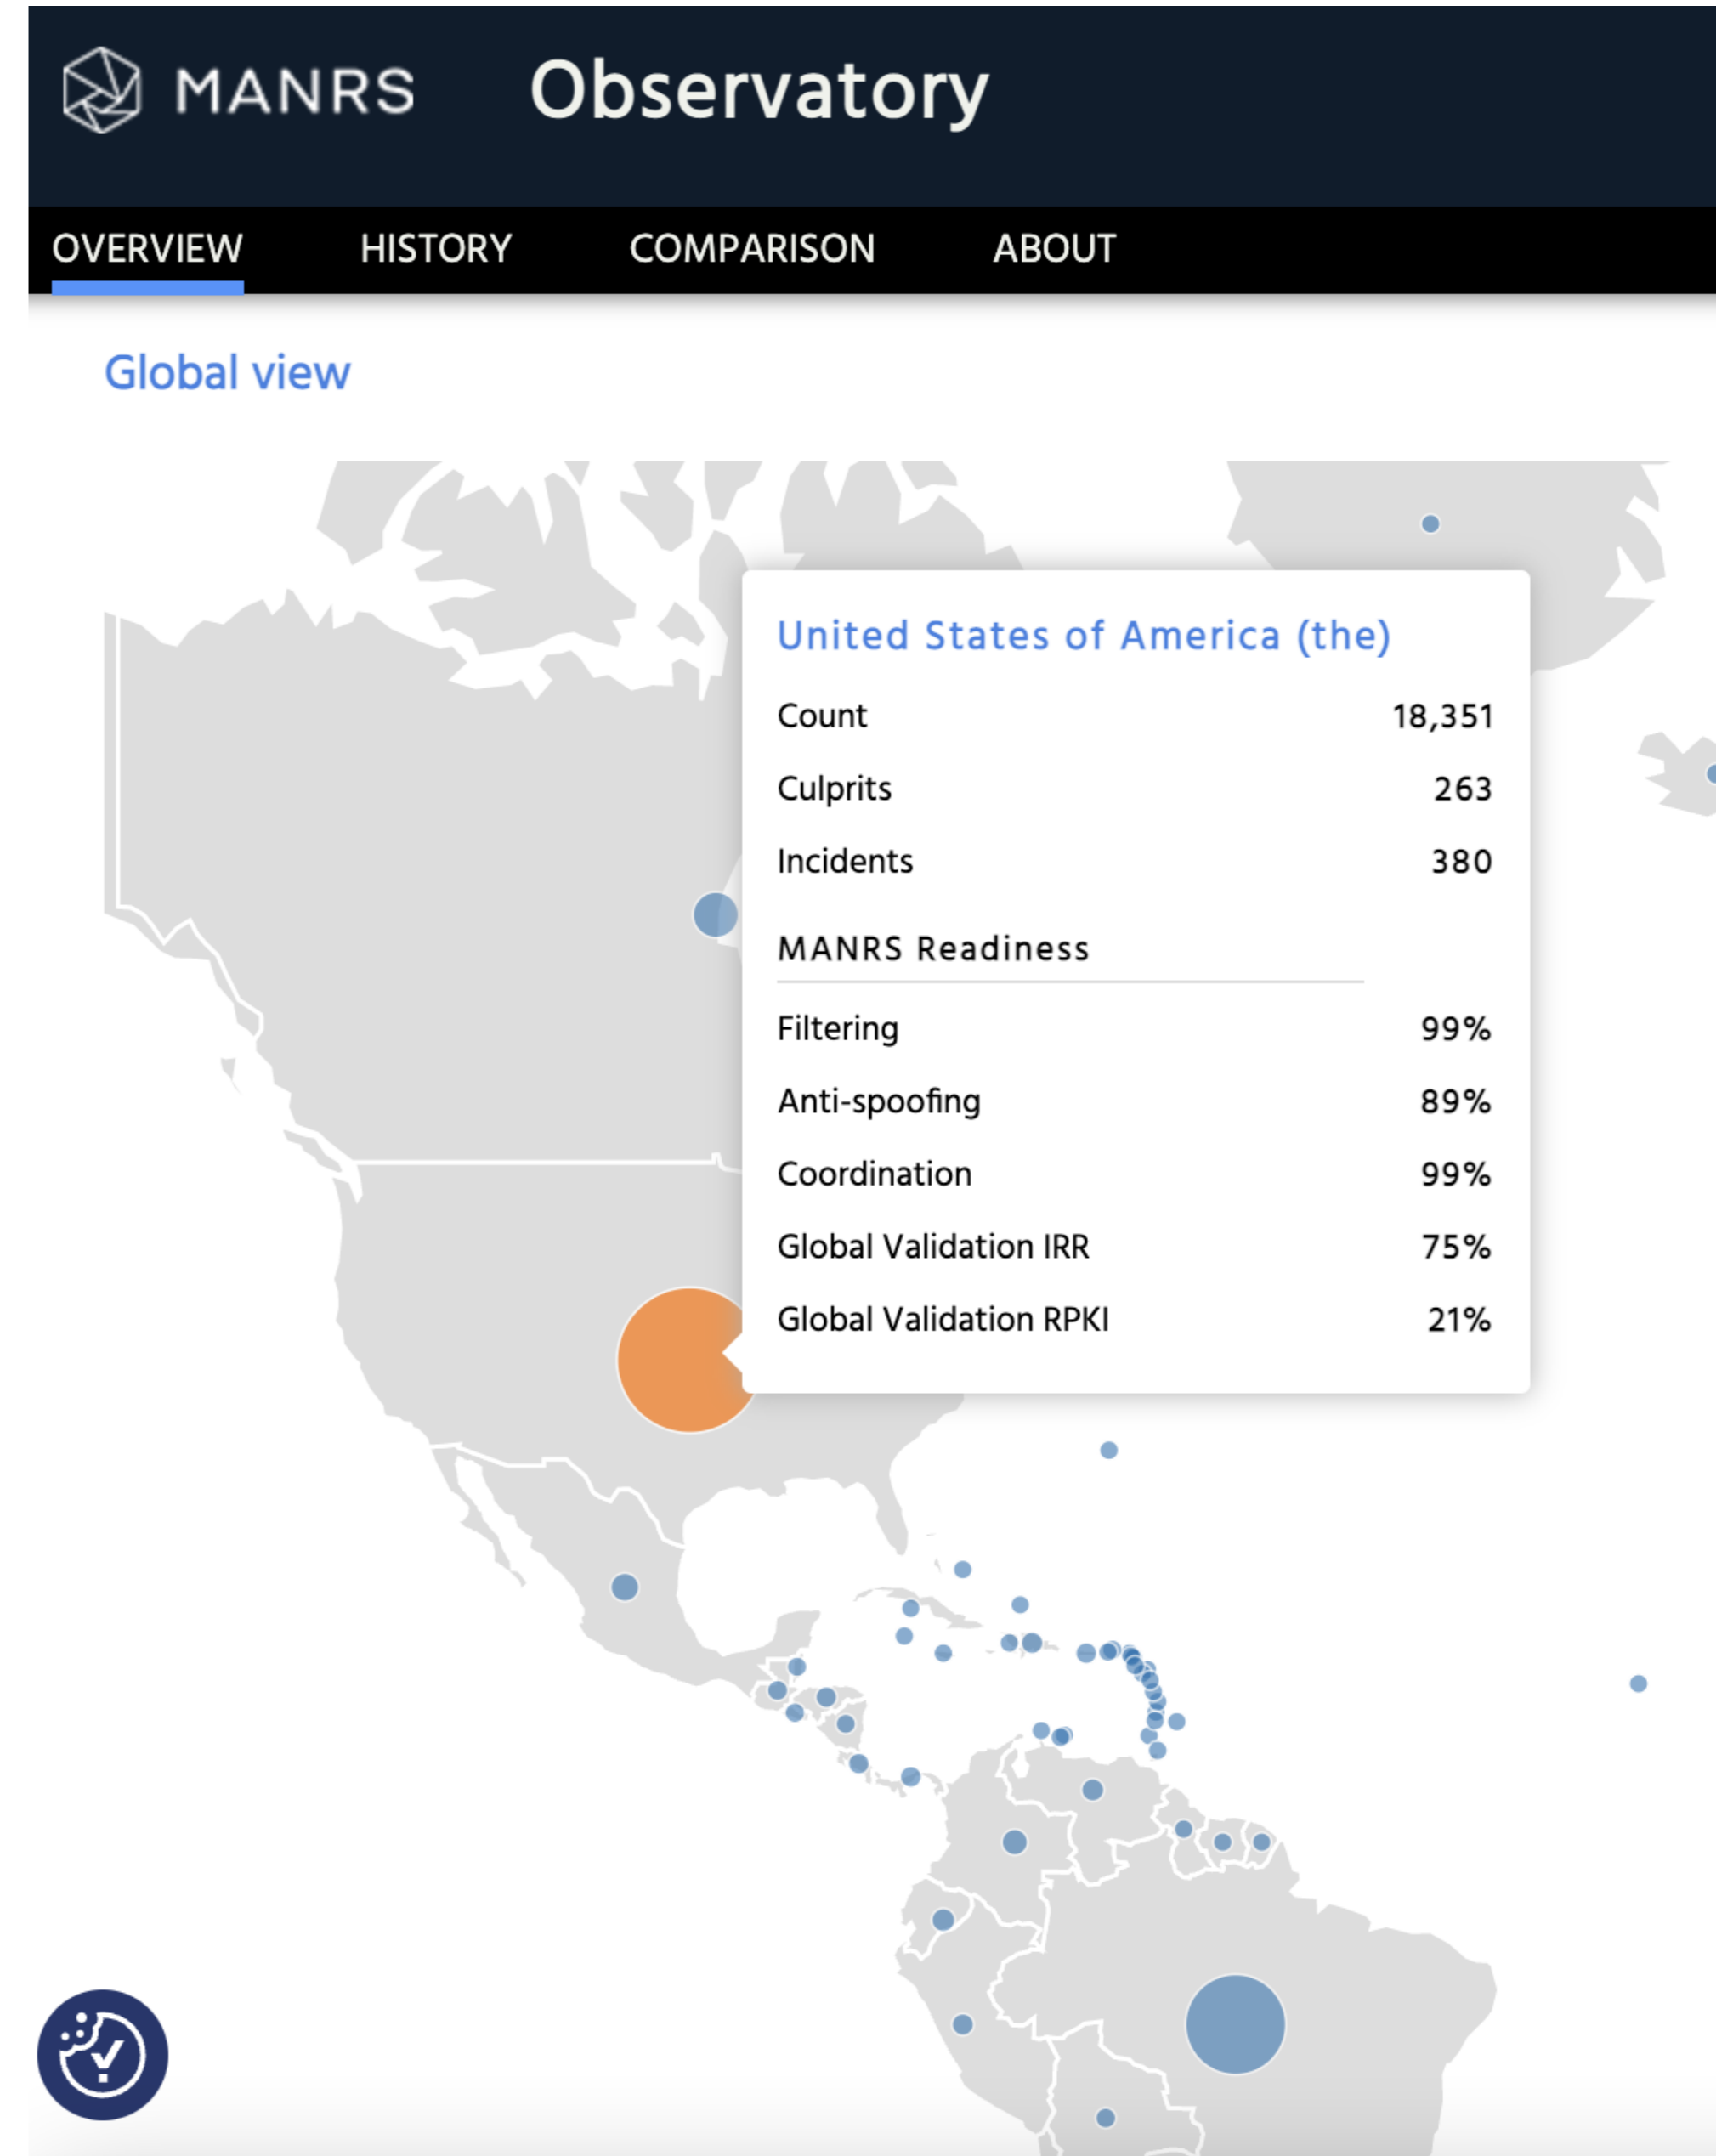 MANRS Observatory
OVERVIEW HISTORY COMPARISON ABOUT
Global view
United States of America (the)
Count 18,351
Culprits 263
Incidents 380
MANRS Readiness
Filtering 99%
Anti-spoofing 89%
Coordination 99%
Global Validation IRR 75%
Global Validation RPKI 21%